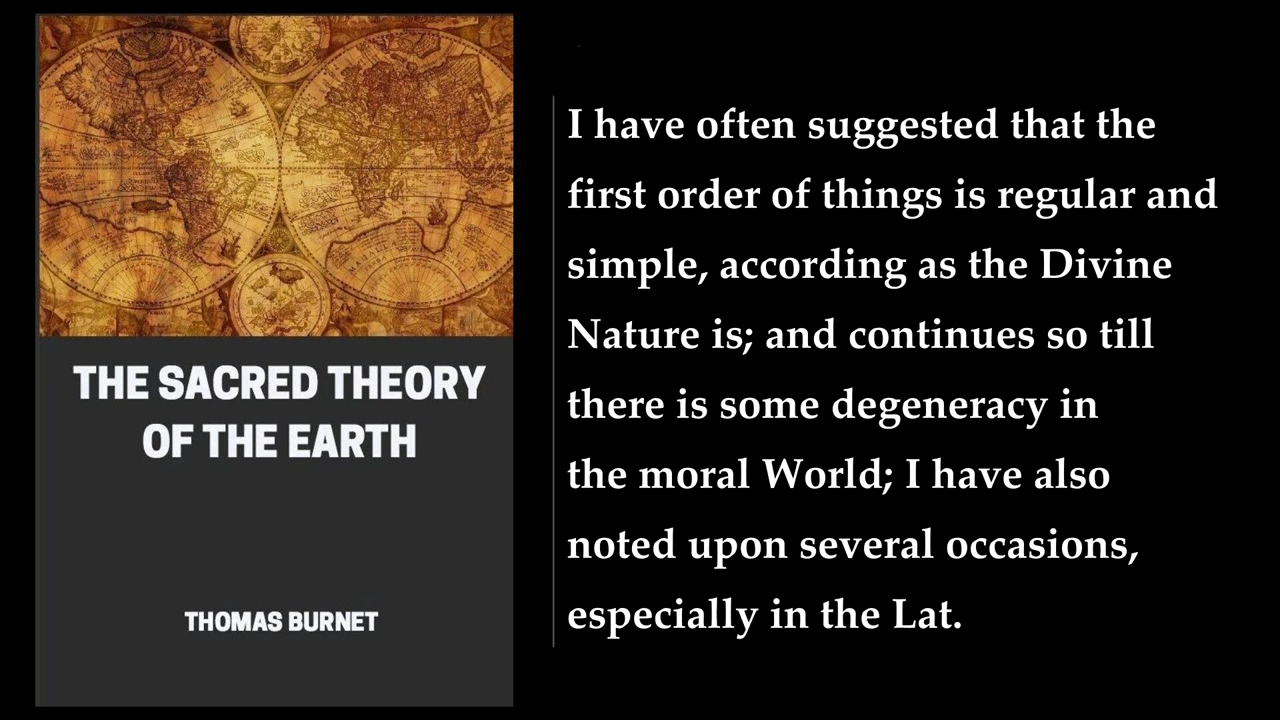 THE SACRED THEORY
OF THE EARTH
THOMAS BURNET
I have often suggested that the
first order of things is regular and
simple, according as the Divine
Nature is; and continues so till
there is some degeneracy in
the moral World; I have also
noted upon several occasions,
especially in the Lat.